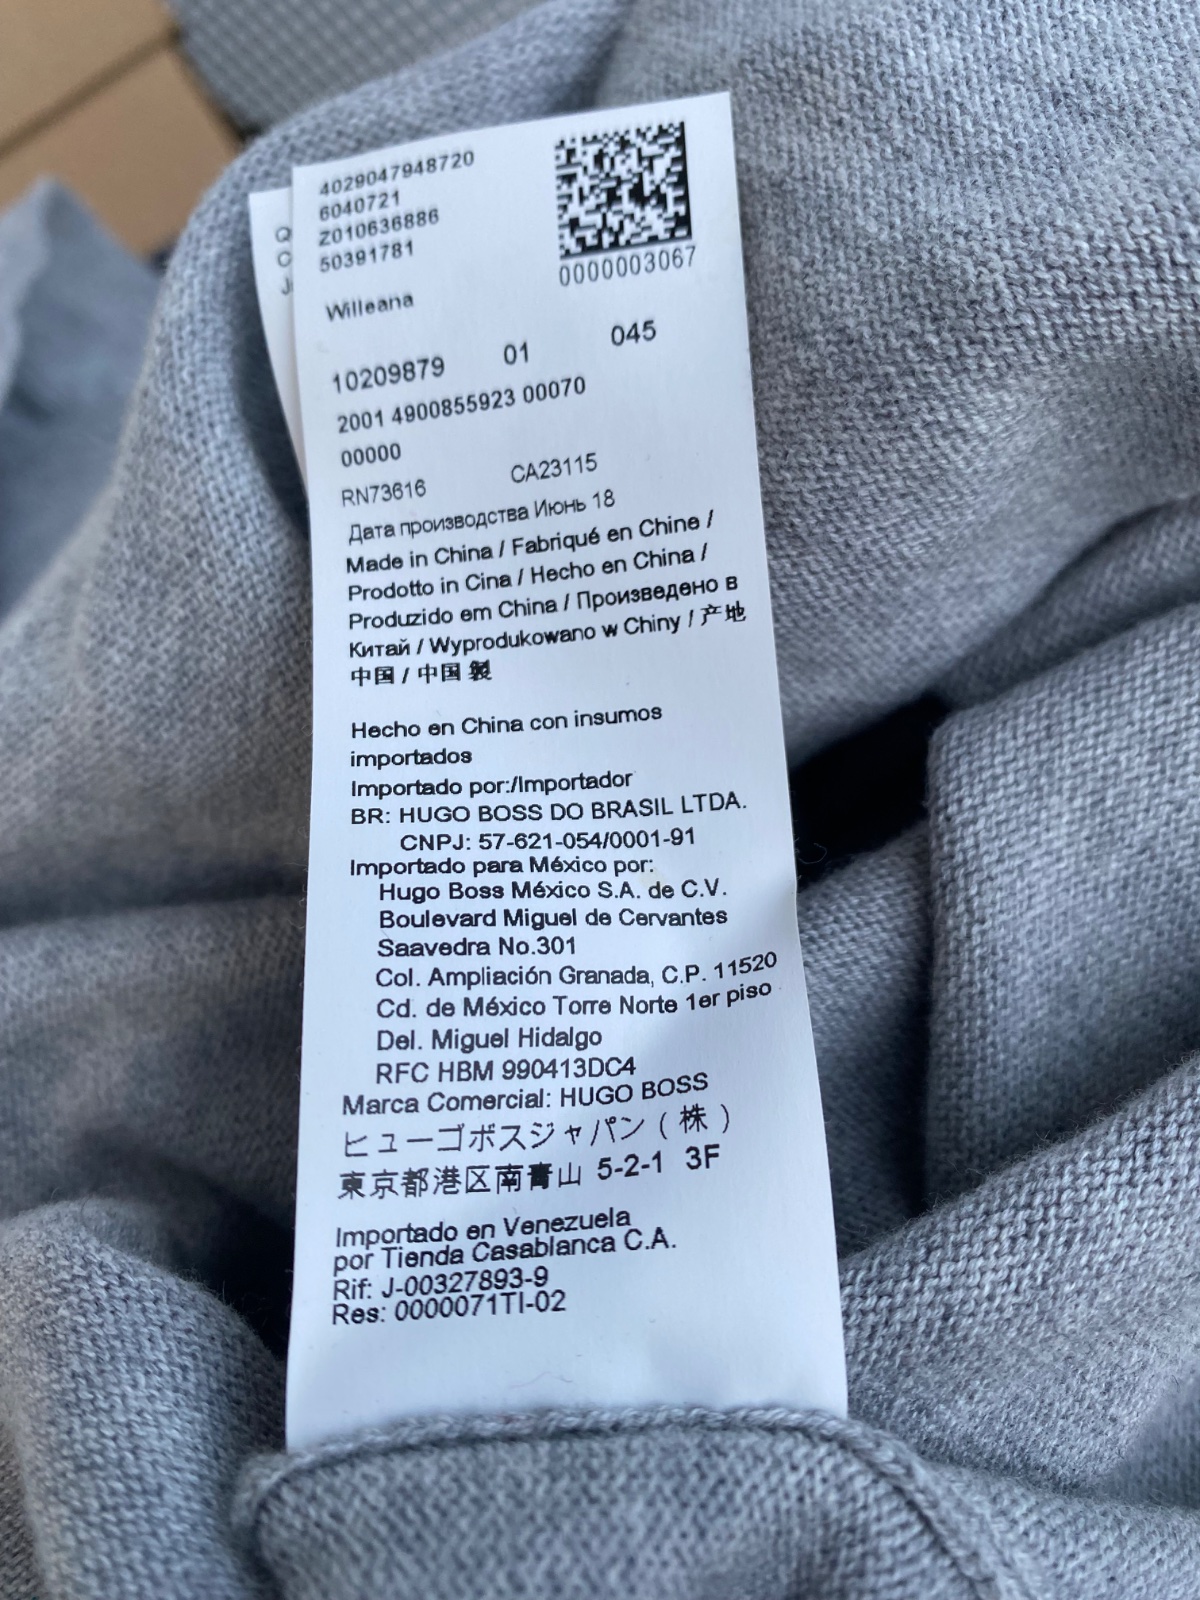 4029047948720
6040721
Z010636886
50391781
0000003067
Willeana
10209879 01 045
2001 4900855923 00070
00000
RN73616 CA23115
Дата производства Июнь 18
Made in China / Fabriqué en Chine /
Prodotto in Cina / Hecho en China /
Produzido em China / Произведено в
Китай / Wyprodukowano w Chiny / 产地
中国 / 中国 製
Hecho en China con insumos
importados
Importado por:/Importador
BR: HUGO BOSS DO BRASIL LTDA.
CNPJ: 57-621-054/0001-91
Importado para México por:
Hugo Boss México S.A. de C.V.
Boulevard Miguel de Cervantes
Saavedra No.301
Col. Ampliación Granada, C.P. 11520
Cd. de México Torre Norte 1er piso
Del. Miguel Hidalgo
RFC HBM 990413DC4
Marca Comercial: HUGO BOSS
ヒューゴボスジャパン ( 株 )
東京都港区南青山 5-2-1 3F
Importado en Venezuela
por Tienda Casablanca C.A.
Rif: J-00327893-9
Res: 0000071TI-02